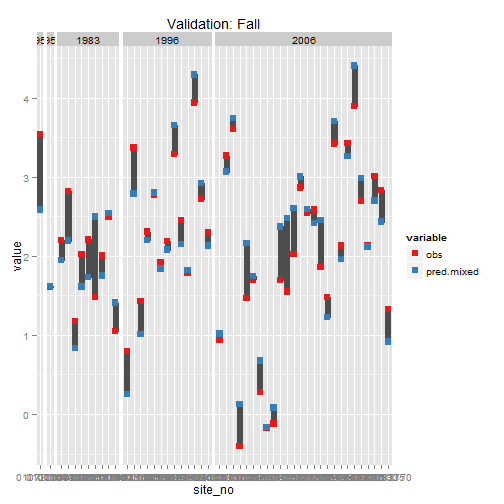 Validation: Fall
1983
1996
2006
value
4
3
2
1
0
site_no
variable
obs
pred.mixed